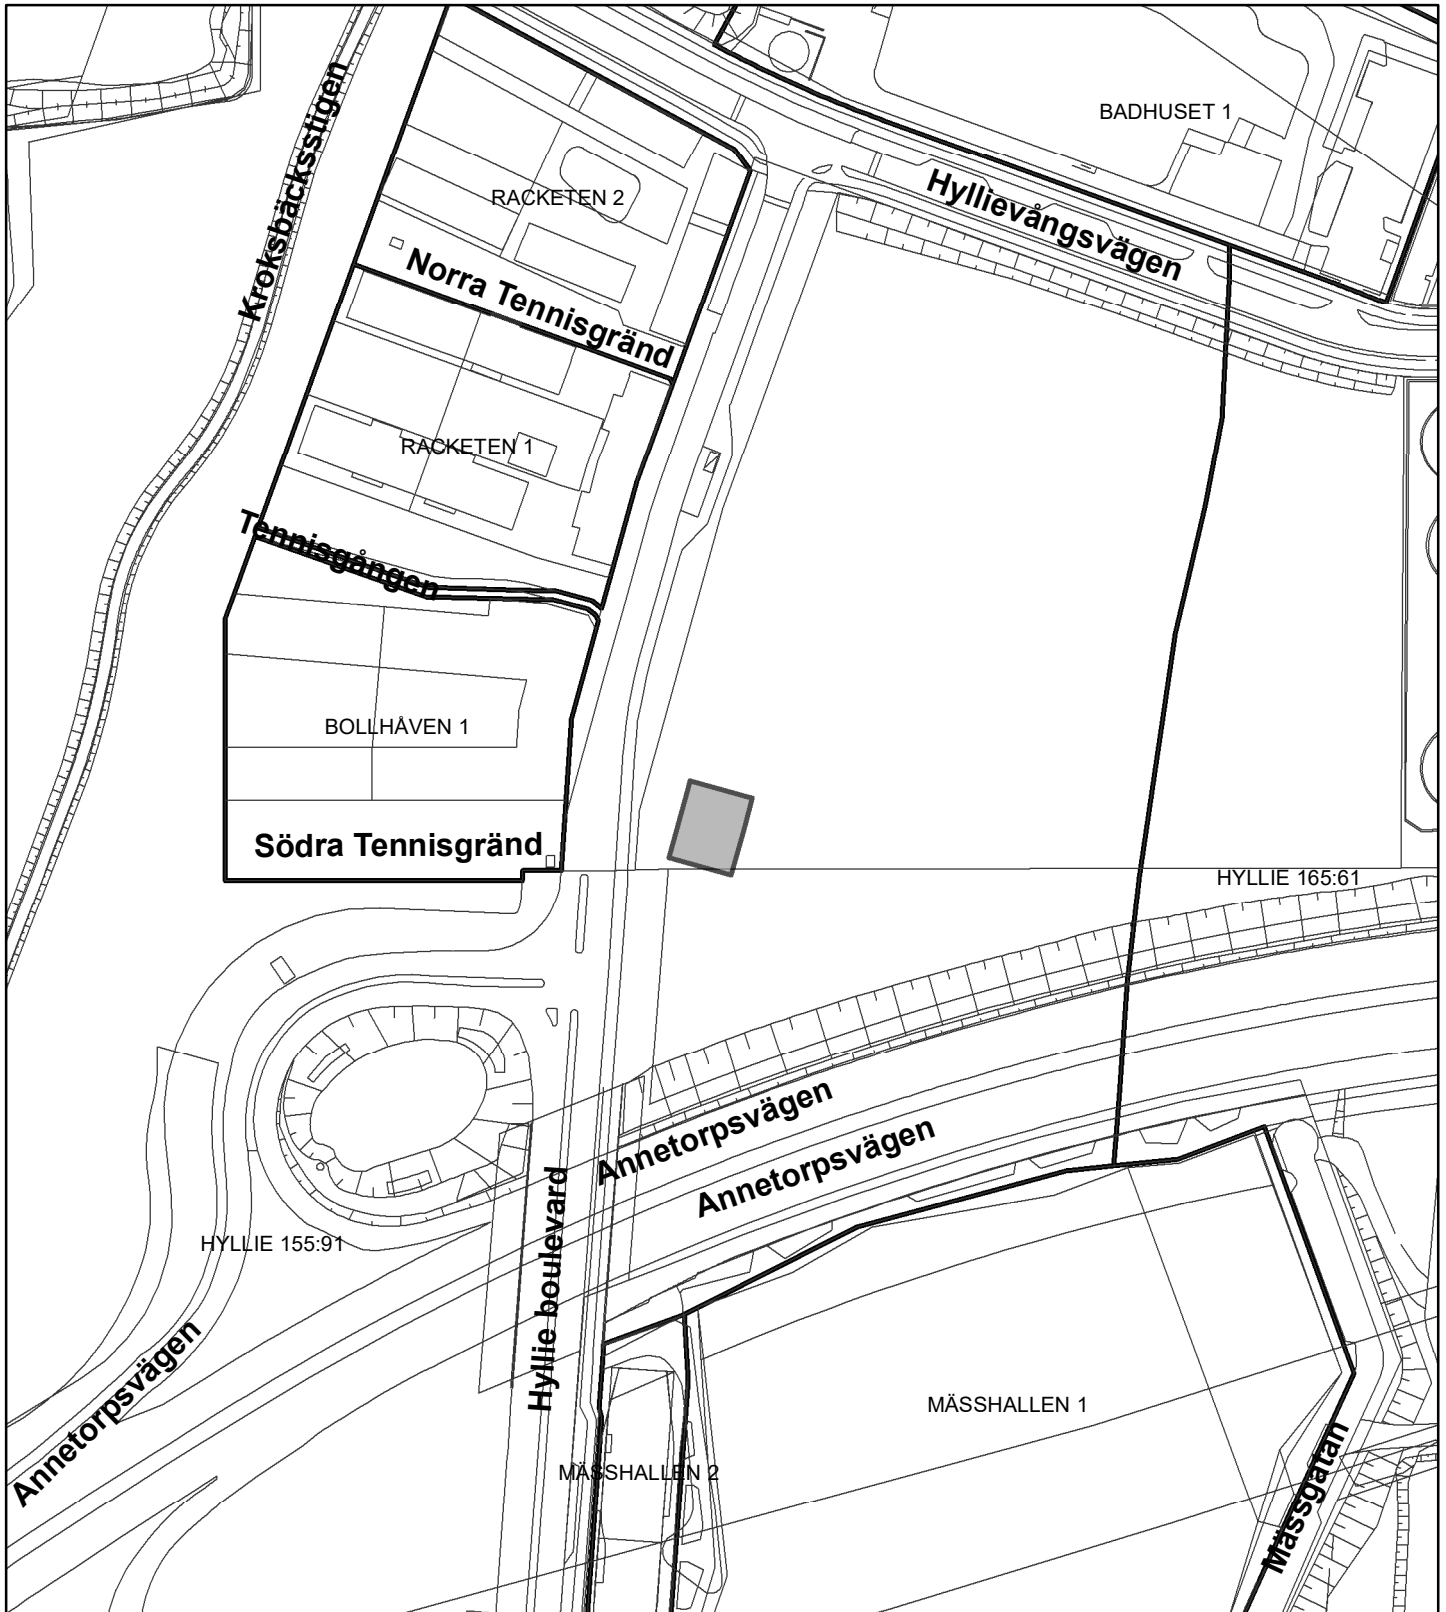 BADHUSET 1
Kroksbäcksstigen
RACKETEN 2
Hyllievångsvägen
Norra Tennisgränd
RACKETEN 1
Tennisgången
BOLLHÅVEN 1
Södra Tennisgränd
HYLLIE 165:61
Annetorpsvägen
Annetorpsvägen
HYLLIE 155:91
Hyllie boulevard
Annetorpsvägen
MÄSSHALLEN 1
MÄSSHALLEN 2
Mässgatan